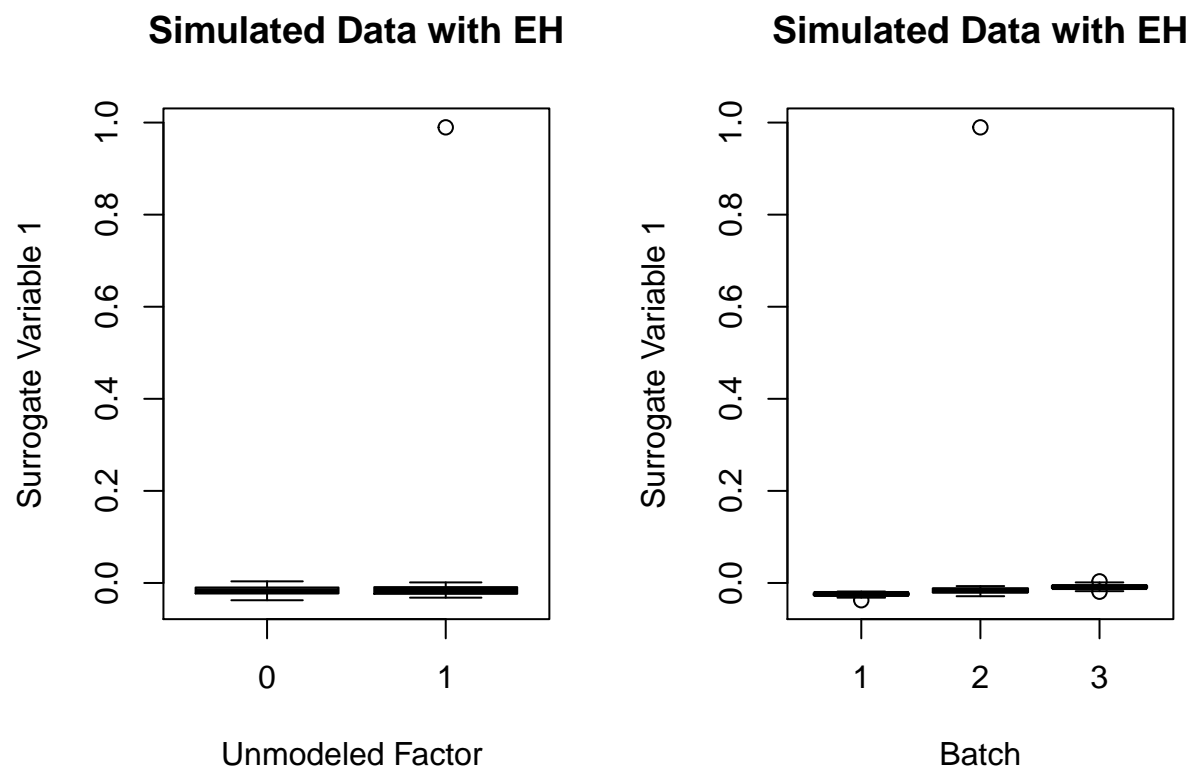 Simulated Data with EH
Surrogate Variable 1
1.0
0.8
0.6
0.4
0.2
0.0
0 1
Unmodeled Factor
Simulated Data with EH
Surrogate Variable 1
1.0
0.8
0.6
0.4
0.2
0.0
1 2 3
Batch